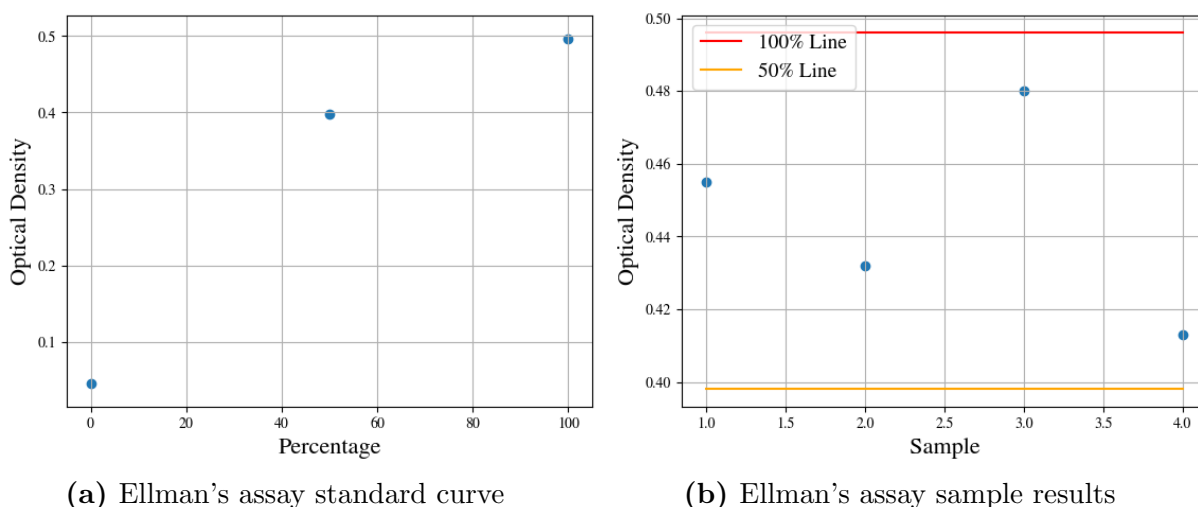 0.5
0.4
0.3
0.2
0.1
Optical Density
0 20 40 60 80 100
Percentage
(a) Ellman's assay standard curve
0.50
0.48
0.46
0.44
0.42
0.40
Optical Density
100% Line
50% Line
1.0 1.5 2.0 2.5 3.0 3.5 4.0
Sample
(b) Ellman's assay sample results